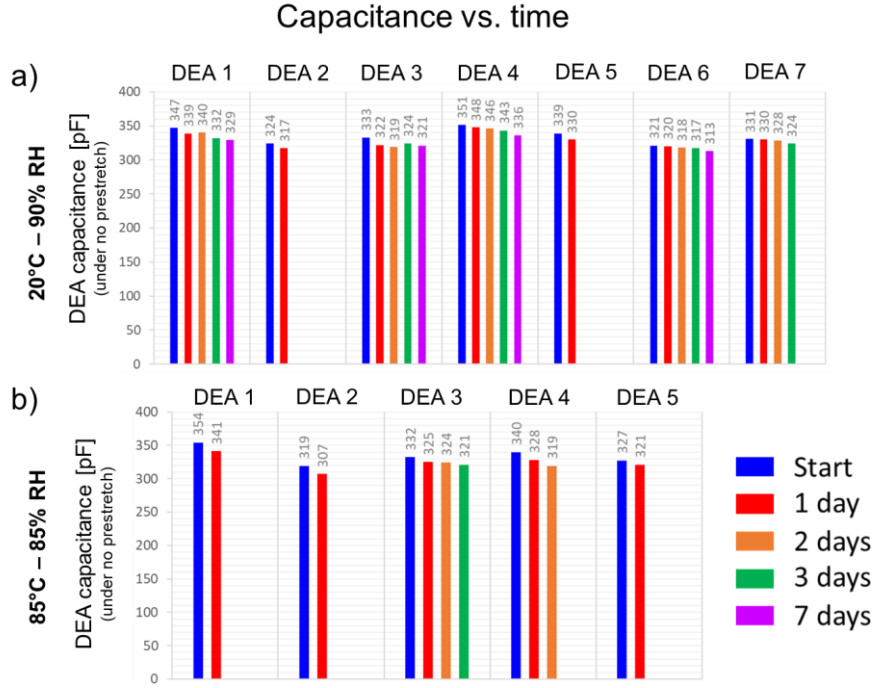 Capacitance vs. time
a)
DEA 1 DEA 2 DEA 3 DEA 4 DEA 5 DEA 6 DEA 7
20°C – 90% RH
DEA capacitance [pF]
(under no prestretch)
400
350
300
250
200
150
100
50
0
347 339 340 332 329
324 317
333 322 319 324 321
351 348 346 343 336
339 330
321 320 318 317 313
331 330 328 324
b)
DEA 1 DEA 2 DEA 3 DEA 4 DEA 5
85°C – 85% RH
DEA capacitance [pF]
(under no prestretch)
400
350
300
250
200
150
100
50
0
354 341
319 307
332 325 324 321
340 328 319
327 321
Start
1 day
2 days
3 days
7 days